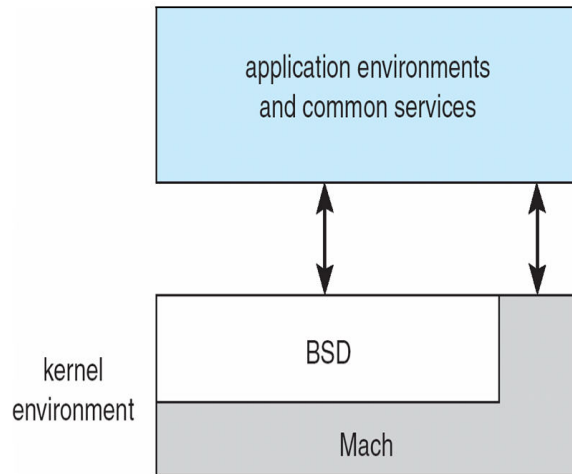 application environments
and common services
BSD
kernel
environment
Mach